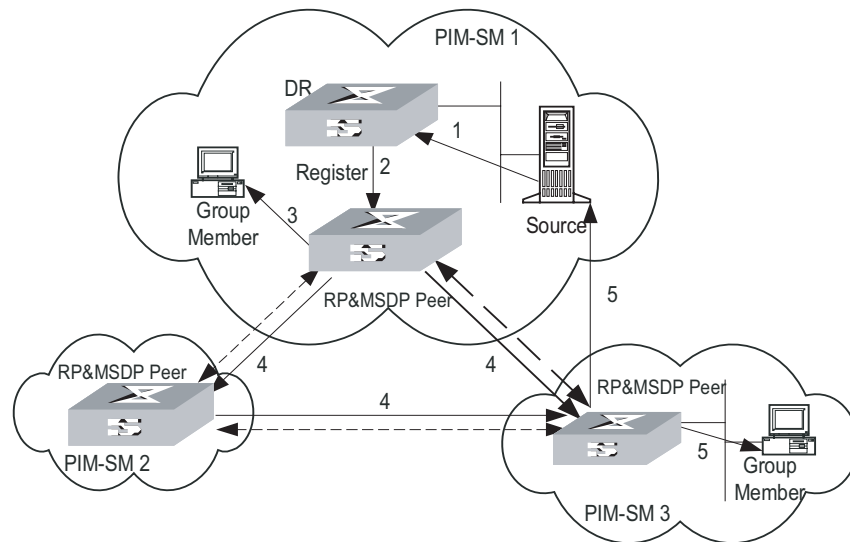 PIM-SM 1
DR
1
2
Register
3
Group
Member
Source
RP&MSDP Peer
5
4
4
RP&MSDP Peer
RP&MSDP Peer
4
PIM-SM 2
5
Group
Member
PIM-SM 3